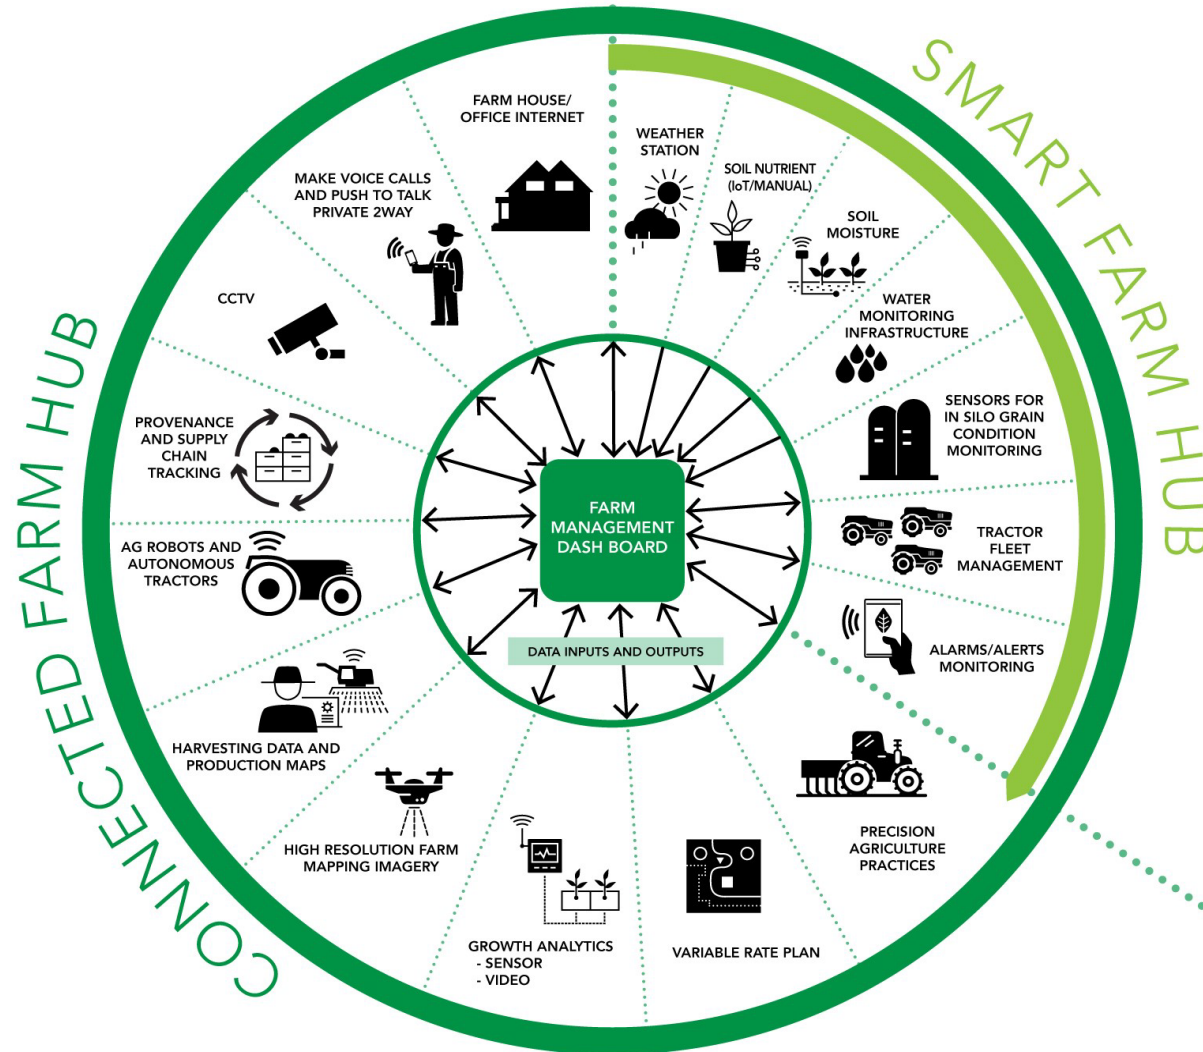 SMART FARM HUB
CONNECTED FARM HUB
FARM HOUSE/
OFFICE INTERNET
WEATHER
STATION
SOIL NUTRIENT
(IoT/MANUAL)
SOIL
MOISTURE
WATER
MONITORING
INFRASTRUCTURE
SENSORS FOR
IN SILO GRAIN
CONDITION
MONITORING
TRACTOR
FLEET
MANAGEMENT
ALARMS/ALERTS
MONITORING
PRECISION
AGRICULTURE
PRACTICES
VARIABLE RATE PLAN
GROWTH ANALYTICS
- SENSOR
- VIDEO
HIGH RESOLUTION FARM
MAPPING IMAGERY
HARVESTING DATA AND
PRODUCTION MAPS
AG ROBOTS AND
AUTONOMOUS
TRACTORS
PROVENANCE
AND SUPPLY
CHAIN
TRACKING
CCTV
MAKE VOICE CALLS
AND PUSH TO TALK
PRIVATE 2WAY
FARM
MANAGEMENT
DASH BOARD
DATA INPUTS AND OUTPUTS